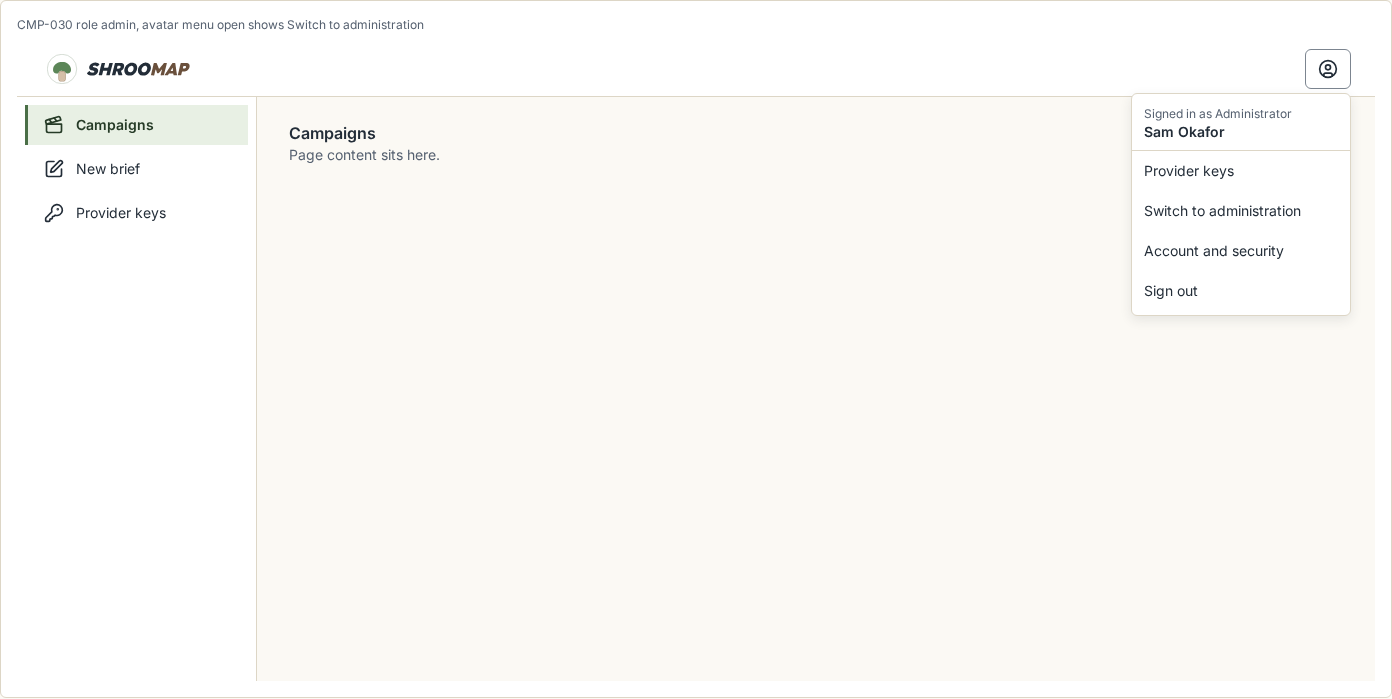 CMP-030 role admin, avatar menu open shows Switch to administration
SHROOMAP
Campaigns
New brief
Provider keys
Campaigns
Page content sits here.
Signed in as Administrator
Sam Okafor
Provider keys
Switch to administration
Account and security
Sign out